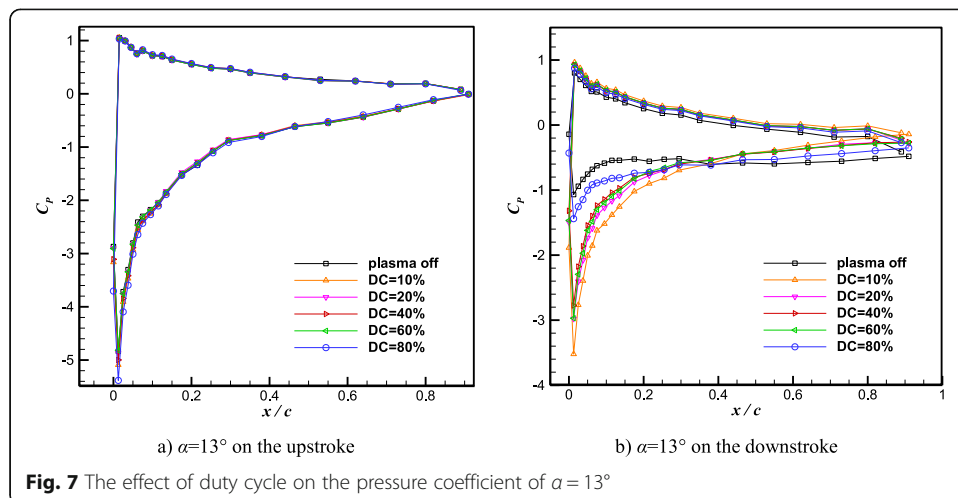 1
0
-1
-2
-3
-4
-5
0
0.2
0.4
0.6
0.8
C_P
x / c
plasma off
DC=10%
DC=20%
DC=40%
DC=60%
DC=80%
a) α=13° on the upstroke
2
1
0
-1
-2
-3
-4
0
0.2
0.4
0.6
0.8
1
C_P
x / c
plasma off
DC=10%
DC=20%
DC=40%
DC=60%
DC=80%
b) α=13° on the downstroke
Fig. 7 The effect of duty cycle on the pressure coefficient of α = 13°